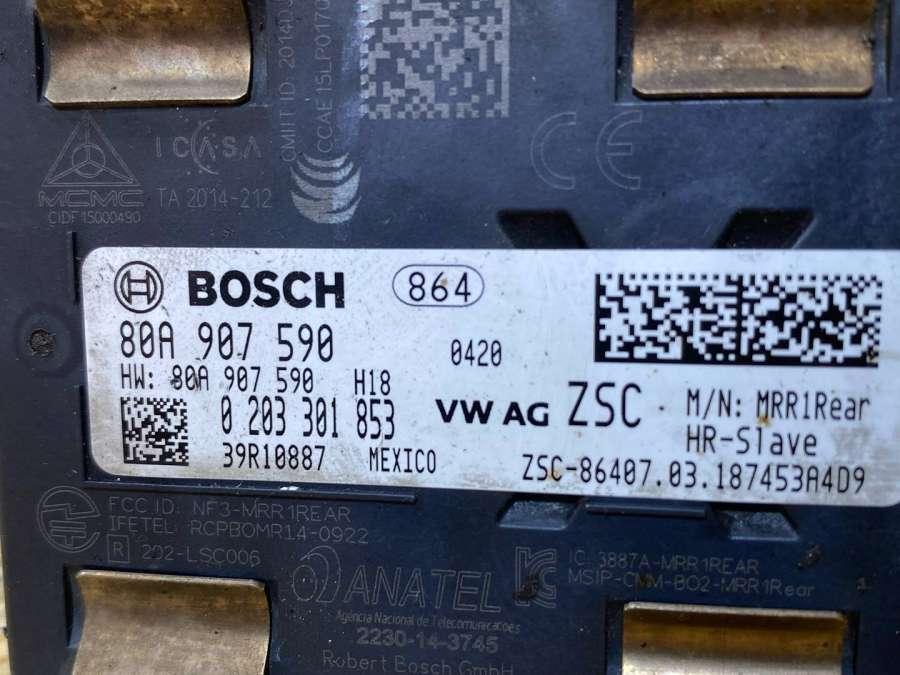 OMIT ID 2014DJ
CCAE15LP0170
ICASA
TA 2014-212
MCMC
CIDF15000490
CE
BOSCH 864
80A 907 590 0420
HW: 80A 907 590 H18
0 203 301 853 VW AG ZSC M/N: MRR1Rear
HR-Slave
39R10887 MEXICO ZSC-86407.03.187453A4D9
FCC ID: NF3-MRR1REAR
IFETEL: RCPBOMR14-0922
R 202-LSC006
ANATEL
Agência Nacional de Telecomunicações
2230-14-3745
Robert Bosch GmbH
IC: 3887A-MRR1REAR
MSIP-CMM-BO2-MRR1Rear